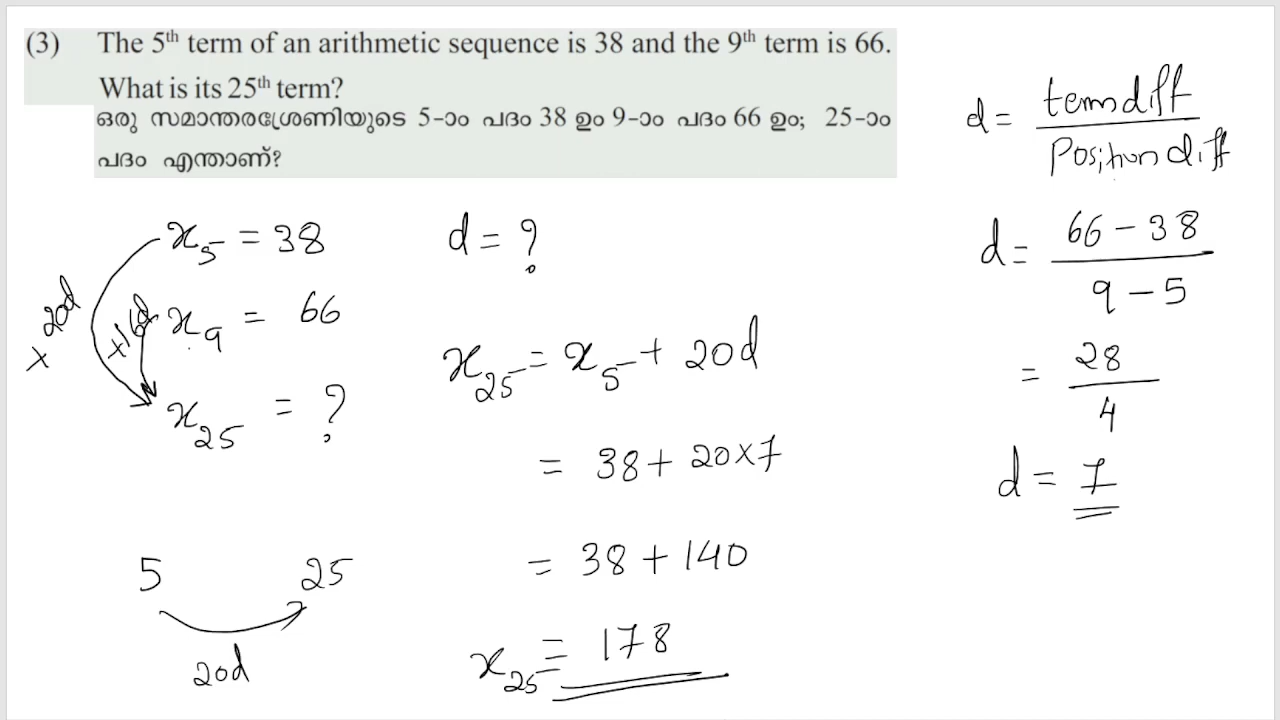 (3) The 5th term of an arithmetic sequence is 38 and the 9th term is 66.
What is its 25th term?
ഒരു സമാന്തരശ്രേണിയുടെ 5-ാം പദം 38 ഉം 9-ാം പദം 66 ഉം; 25-ാം
പദം എന്താണ്?
x₅ = 38
x₉ = 66
x₂₅ = ?
+20d
+16d
5 25
20d
d = ?
x₂₅ = x₅ + 20d
= 38 + 20×7
= 38 + 140
x₂₅ = 178
d = term diff
Position diff
d = 66 - 38
9 - 5
= 28
4
d = 7